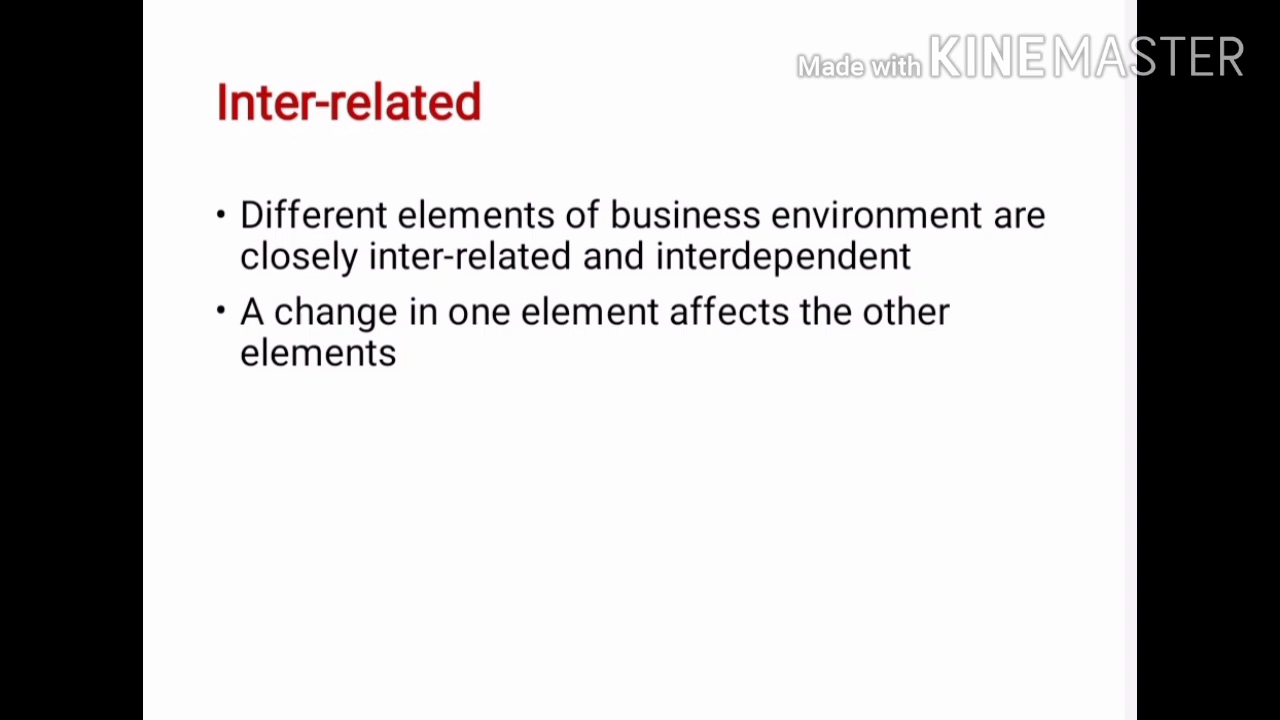 Made with KINEMASTER
Inter-related
• Different elements of business environment are
closely inter-related and interdependent
• A change in one element affects the other
elements